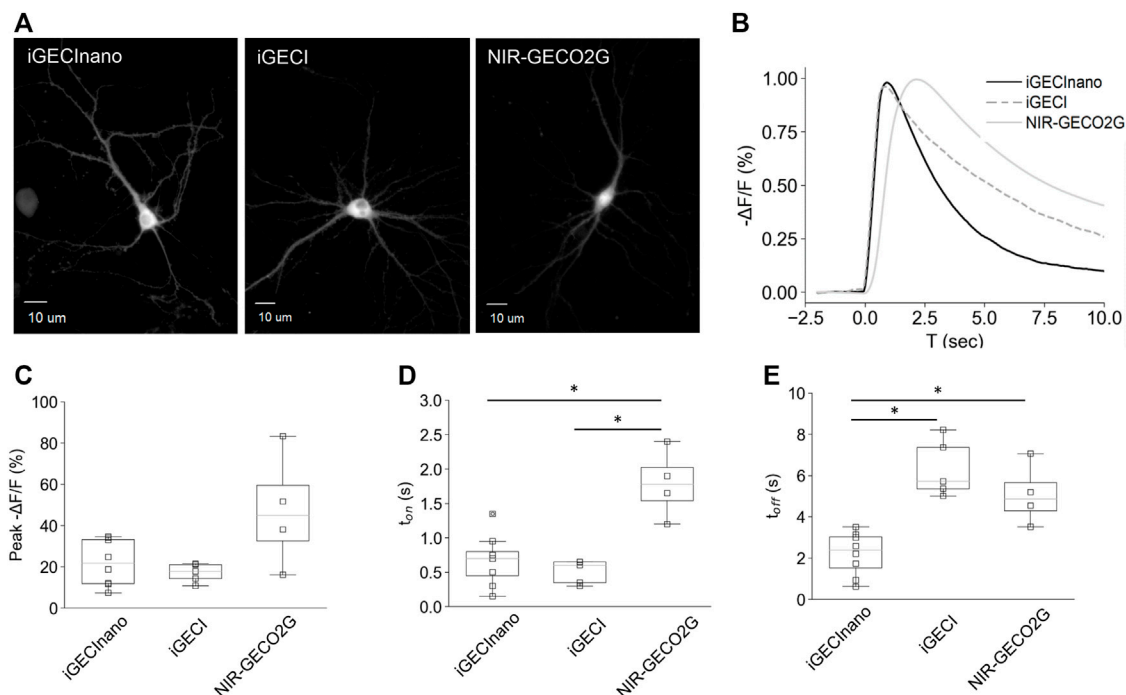 A
iGECInano
iGECI
NIR-GECO2G
10 um
10 um
10 um
B
1.00
0.75
0.50
0.25
0.00
-ΔF/F (%)
iGECInano
iGECI
NIR-GECO2G
−2.5
0.0
2.5
5.0
7.5
10.0
T (sec)
C
100
80
60
40
20
0
Peak -ΔF/F (%)
iGECInano
iGECI
NIR-GECO2G
D
3.0
2.5
2.0
1.5
1.0
0.5
0.0
ton (s)
*
*
iGECInano
iGECI
NIR-GECO2G
E
10
8
6
4
2
0
toff (s)
*
*
iGECInano
iGECI
NIR-GECO2G